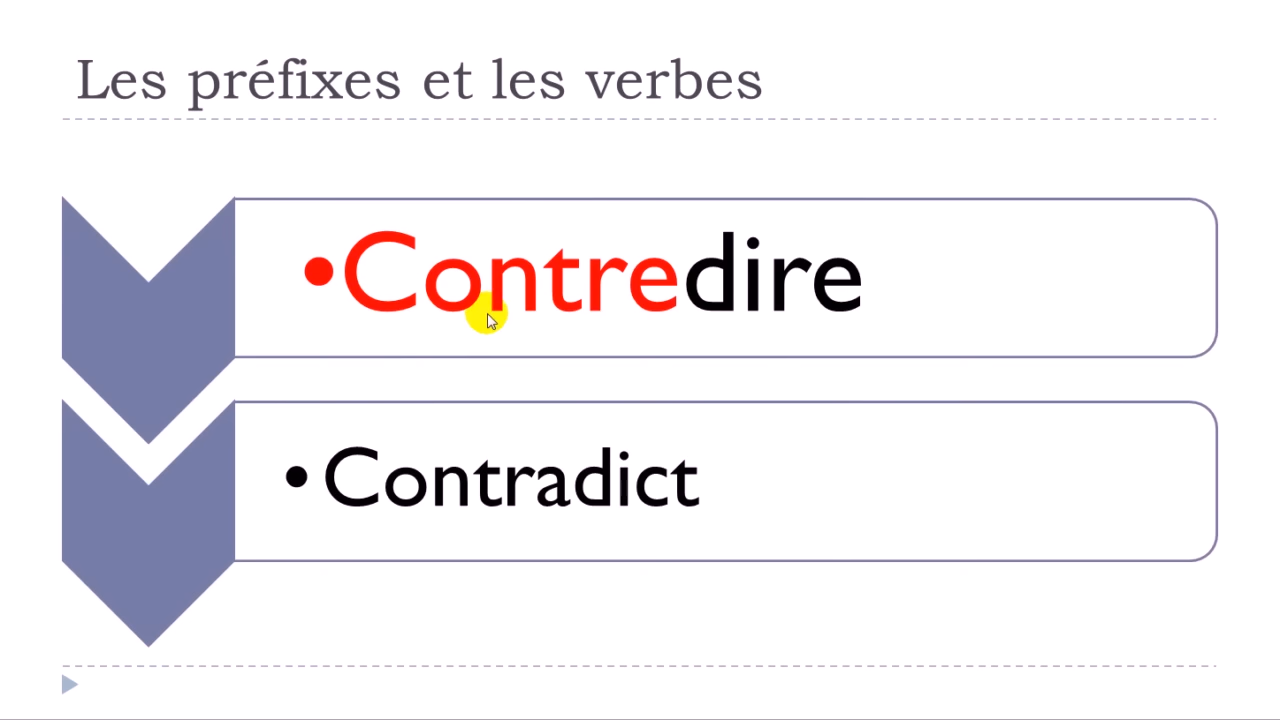 Les préfixes et les verbes
•Contredire
• Contradict